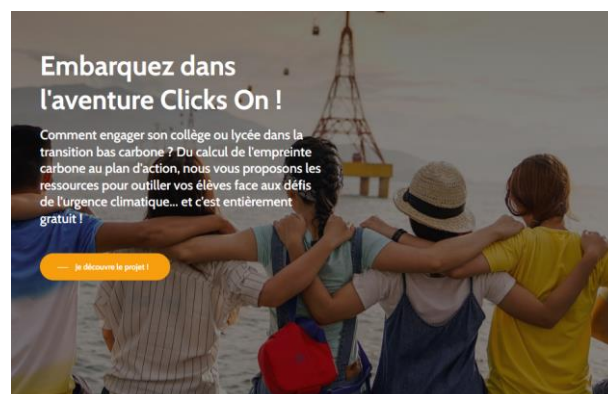 Embarquez dans
l'aventure Clicks On !
Comment engager son collège ou lycée dans la
transition bas carbone ? Du calcul de l'empreinte
carbone au plan d'action, nous vous proposons les
ressources pour outiller vos élèves face aux défis
de l'urgence climatique... et c'est entièrement
gratuit !
Je découvre le projet !